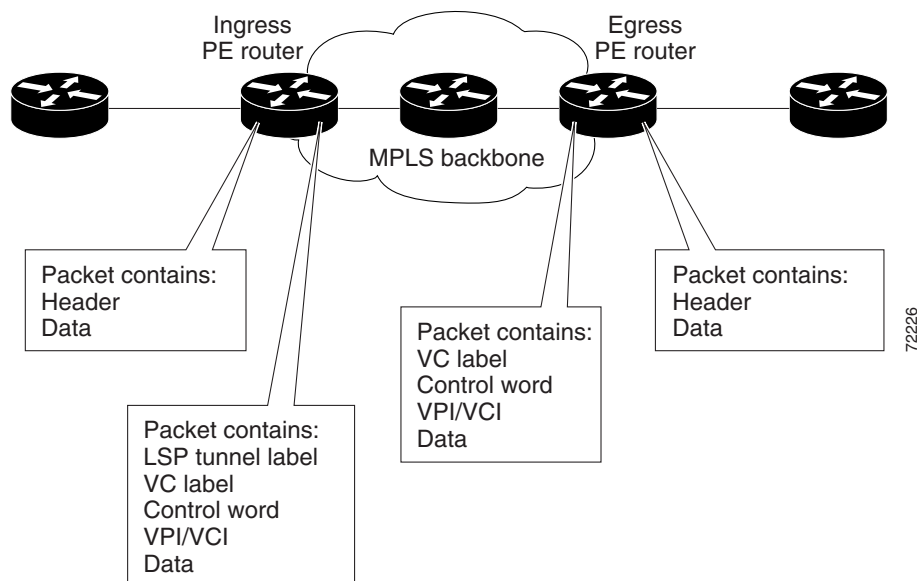 Ingress
PE router
Egress
PE router
MPLS backbone
Packet contains:
Header
Data
Packet contains:
LSP tunnel label
VC label
Control word
VPI/VCI
Data
Packet contains:
VC label
Control word
VPI/VCI
Data
Packet contains:
Header
Data
72226